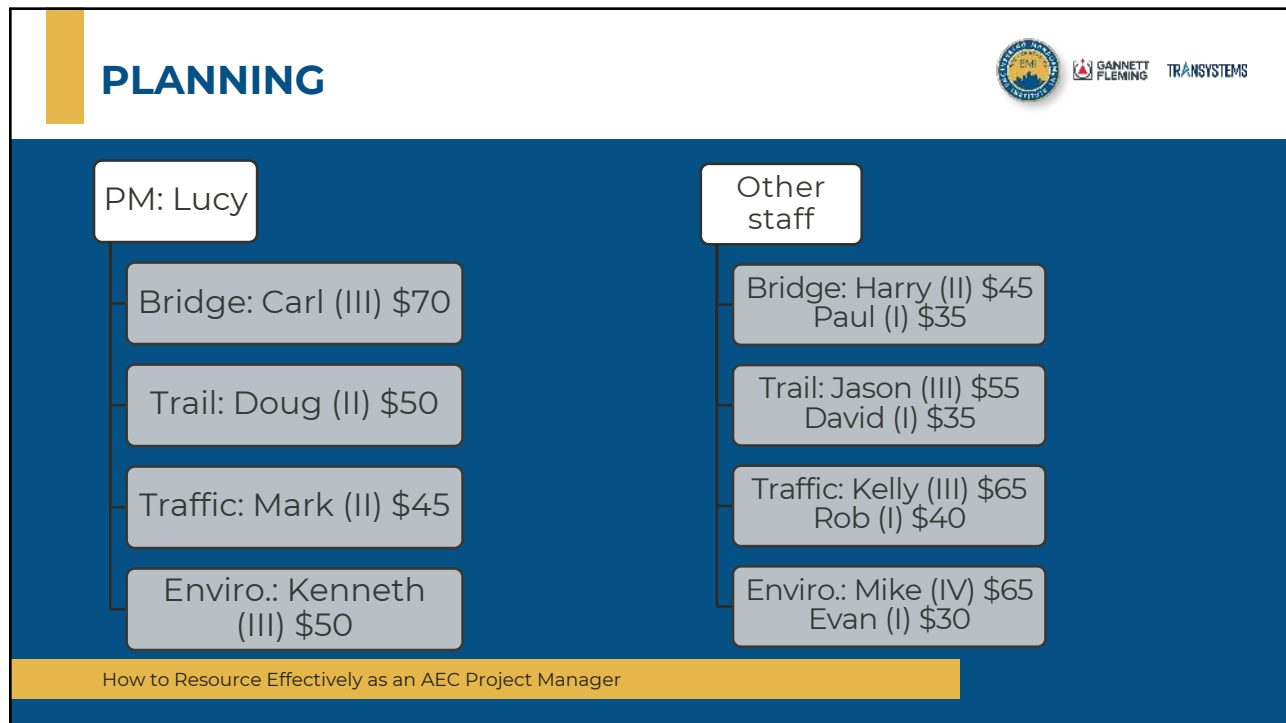 PLANNING
EMI
GANNETT
FLEMING
TRANSYSTEMS
PM: Lucy
Bridge: Carl (III) $70
Trail: Doug (II) $50
Traffic: Mark (II) $45
Enviro.: Kenneth
(III) $50
Other
staff
Bridge: Harry (II) $45
Paul (I) $35
Trail: Jason (III) $55
David (I) $35
Traffic: Kelly (III) $65
Rob (I) $40
Enviro.: Mike (IV) $65
Evan (I) $30
How to Resource Effectively as an AEC Project Manager